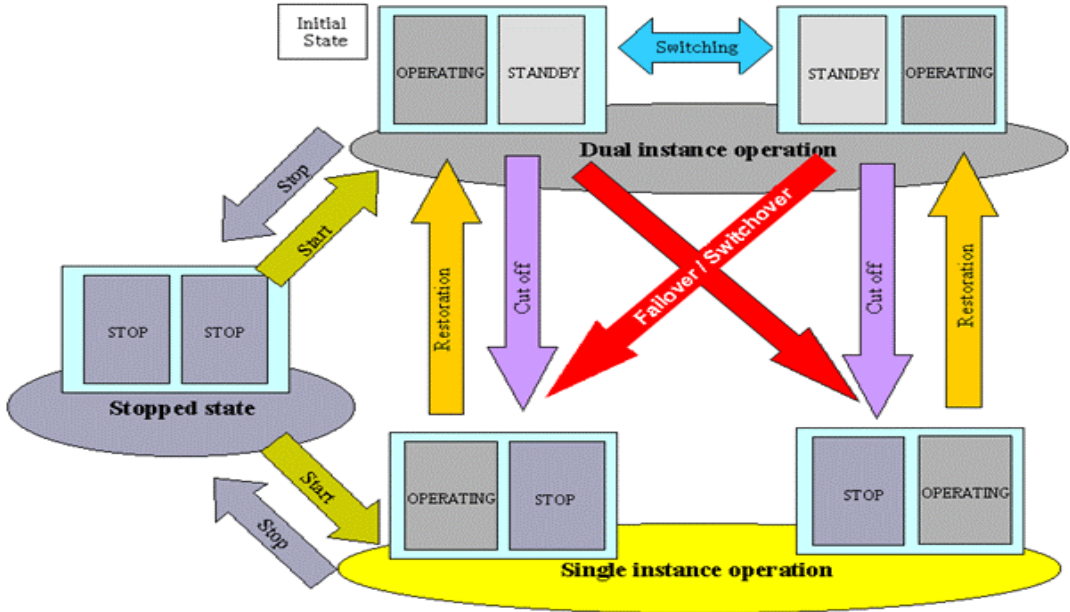 Initial
State
OPERATING
STANDBY
Switching
STANDBY
OPERATING
Dual instance operation
Stop
Start
Restoration
Cut off
Failover / Switchover
Cut off
Restoration
STOP
STOP
Stopped state
Start
Stop
OPERATING
STOP
STOP
OPERATING
Single instance operation